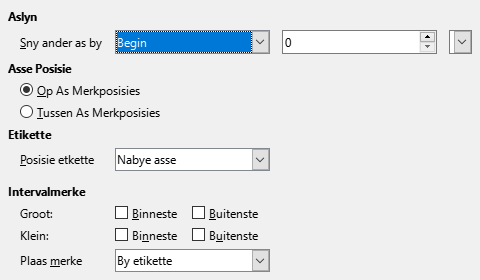 Aslyn
Sny ander as by Begin 0
Asse Posisie
Op As Merkposisies
Tussen As Merkposisies
Etikette
Posisie etkette Nabye asse
Intervalmerke
Groot: Binneste Buitenste
Klein: Binneste Buitenste
Plaas merke By etikette